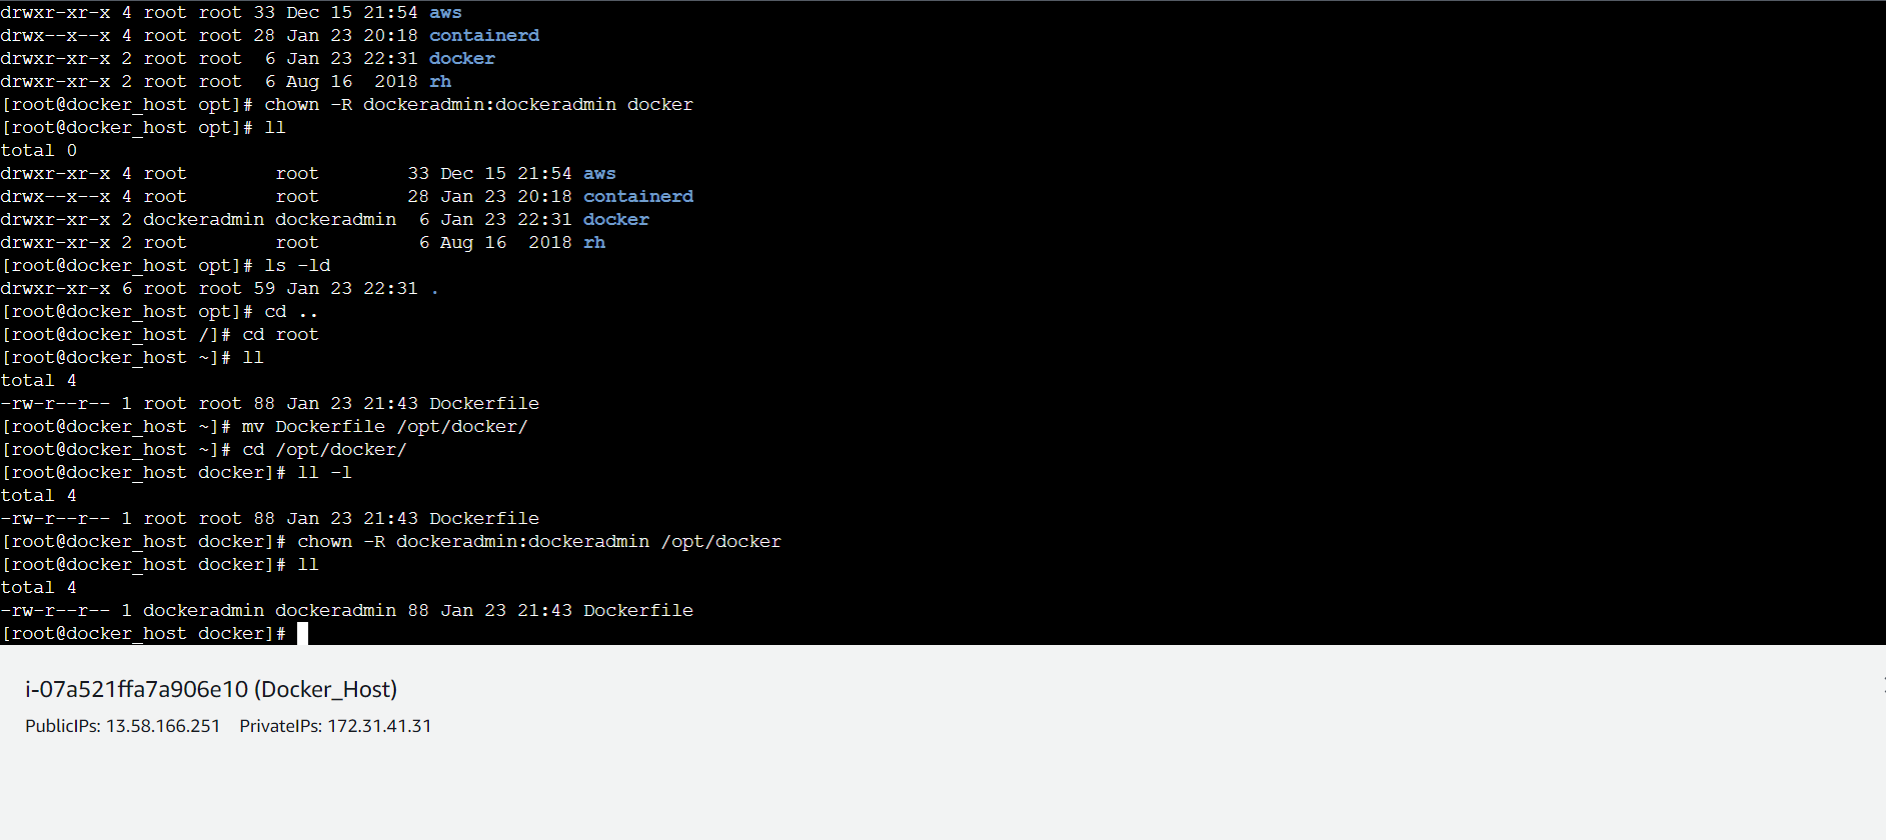 drwxr-xr-x 4 root root 33 Dec 15 21:54 aws
drwx--x--x 4 root root 28 Jan 23 20:18 containerd
drwxr-xr-x 2 root root  6 Jan 23 22:31 docker
drwxr-xr-x 2 root root  6 Aug 16  2018 rh
[root@docker_host opt]# chown -R dockeradmin:dockeradmin docker
[root@docker_host opt]# ll
total 0
drwxr-xr-x 4 root        root        33 Dec 15 21:54 aws
drwx--x--x 4 root        root        28 Jan 23 20:18 containerd
drwxr-xr-x 2 dockeradmin dockeradmin  6 Jan 23 22:31 docker
drwxr-xr-x 2 root        root         6 Aug 16  2018 rh
[root@docker_host opt]# ls -ld
drwxr-xr-x 6 root root 59 Jan 23 22:31 .
[root@docker_host opt]# cd ..
[root@docker_host /]# cd root
[root@docker_host ~]# ll
total 4
-rw-r--r-- 1 root root 88 Jan 23 21:43 Dockerfile
[root@docker_host ~]# mv Dockerfile /opt/docker/
[root@docker_host ~]# cd /opt/docker/
[root@docker_host docker]# ll -l
total 4
-rw-r--r-- 1 root root 88 Jan 23 21:43 Dockerfile
[root@docker_host docker]# chown -R dockeradmin:dockeradmin /opt/docker
[root@docker_host docker]# ll
total 4
-rw-r--r-- 1 dockeradmin dockeradmin 88 Jan 23 21:43 Dockerfile
[root@docker_host docker]#
i-07a521ffa7a906e10 (Docker_Host)
PublicIPs: 13.58.166.251 PrivateIPs: 172.31.41.31